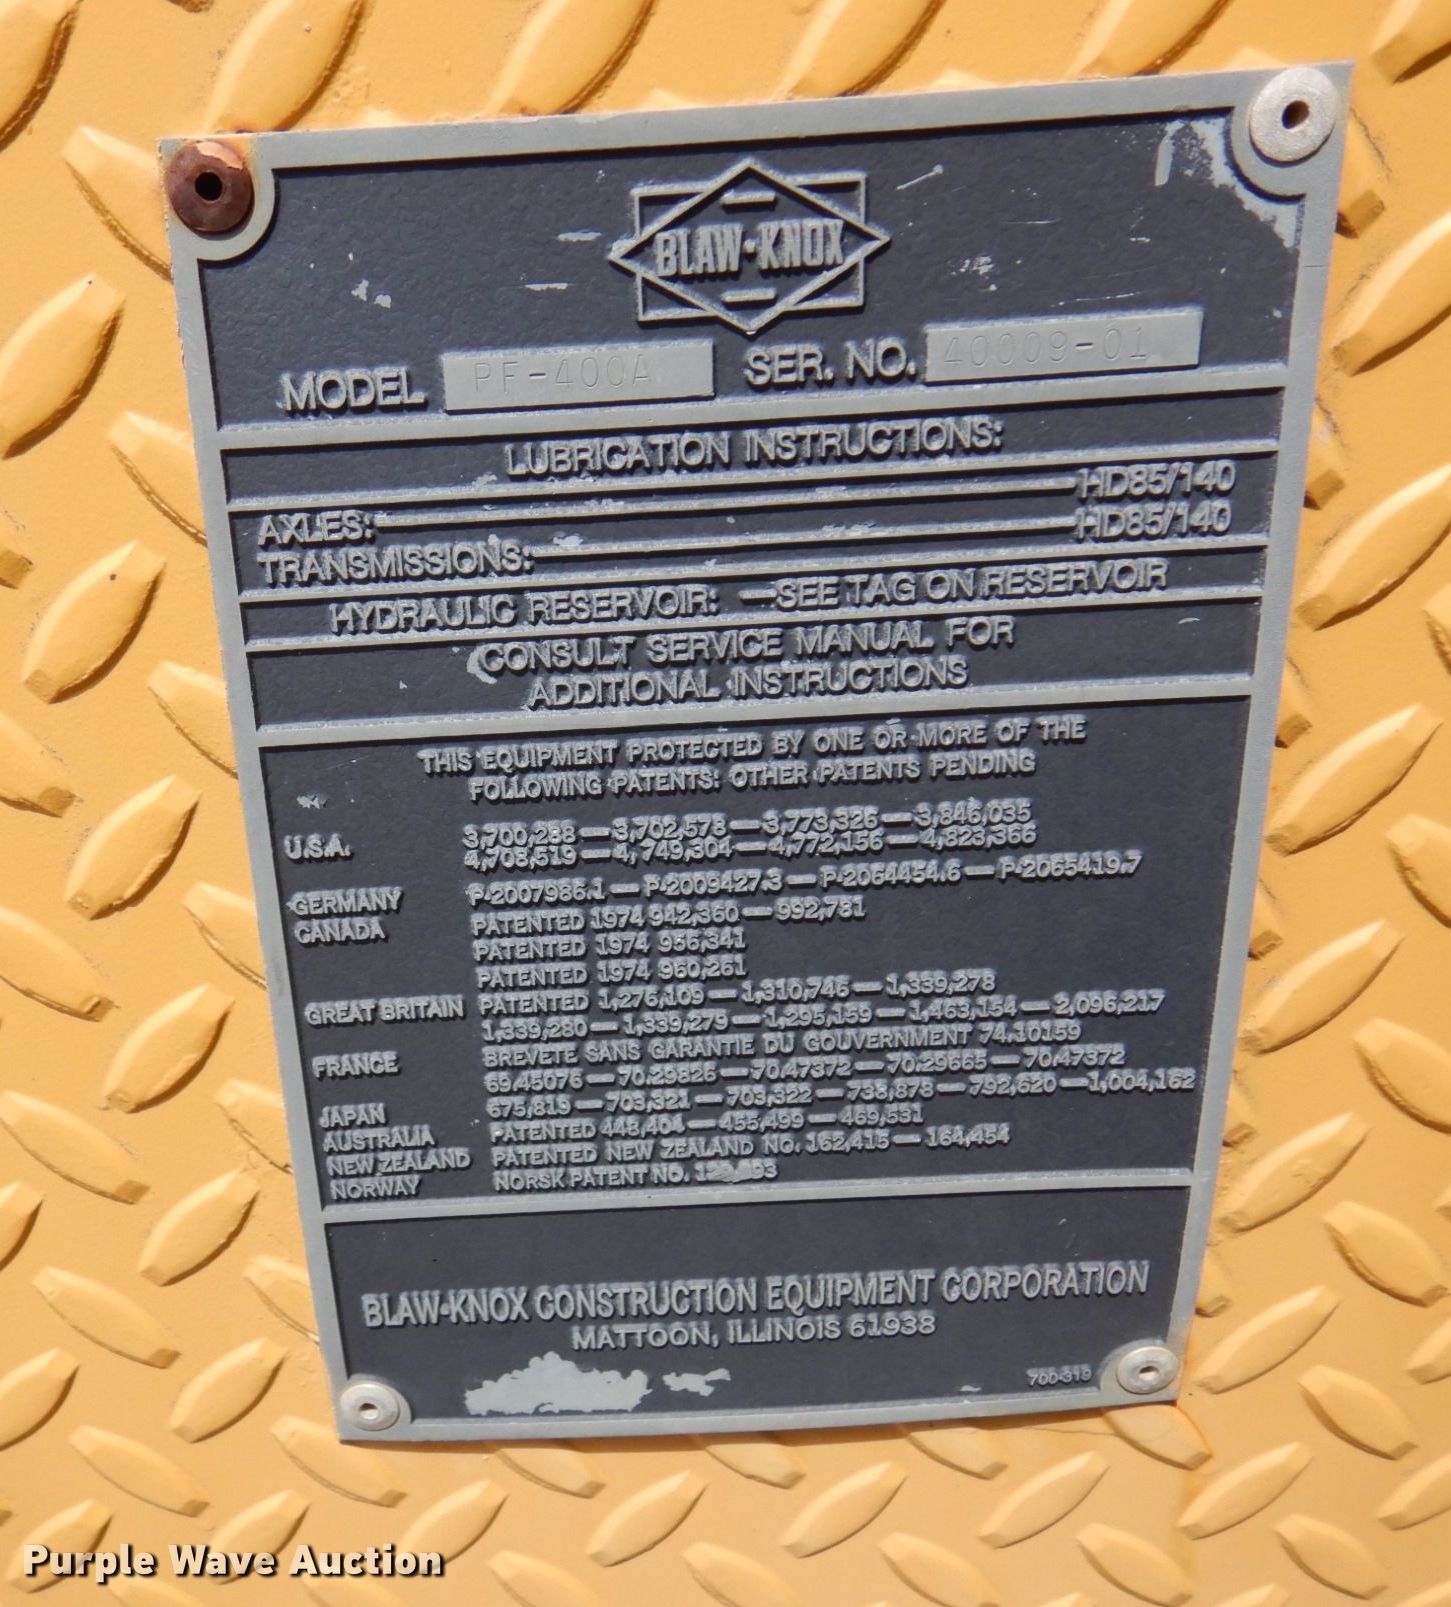 BLAW-KNOX
MODEL PF-400A SER. NO. 40009-01
LUBRICATION INSTRUCTIONS:
AXLES: HD85/140
TRANSMISSIONS: HD85/140
HYDRAULIC RESERVOIR: —SEE TAG ON RESERVOIR
CONSULT SERVICE MANUAL FOR
ADDITIONAL INSTRUCTIONS
THIS EQUIPMENT PROTECTED BY ONE OR MORE OF THE
FOLLOWING PATENTS: OTHER PATENTS PENDING
U.S.A. 3,700,288 — 3,702,578 — 3,773,326 — 3,846,035
4,708,519 — 4,749,304 — 4,772,156 — 4,823,366
GERMANY P-2007986.1 — P-2009427.3 — P-2064454.6 — P-2065419.7
CANADA PATENTED 1974 942,360 — 992,781
PATENTED 1974 956,341
PATENTED 1974 960,261
GREAT BRITAIN PATENTED 1,276,109 — 1,310,746 — 1,339,278
1,339,280 — 1,339,279 — 1,295,159 — 1,463,154 — 2,096,217
FRANCE BREVETE SANS GARANTIE DU GOUVERNMENT 74.10159
69.45076 — 70.29826 — 70.47372 — 70.29665 — 70.47372
JAPAN 675,819 — 703,321 — 703,322 — 738,878 — 792,620 — 1,004,162
AUSTRALIA PATENTED 448,404 — 455,499 — 469,531
NEW ZEALAND PATENTED NEW ZEALAND NO. 162,415 — 164,454
NORWAY NORSK PATENT NO.
BLAW-KNOX CONSTRUCTION EQUIPMENT CORPORATION
MATTOON, ILLINOIS 61938
700-319
Purple Wave Auction